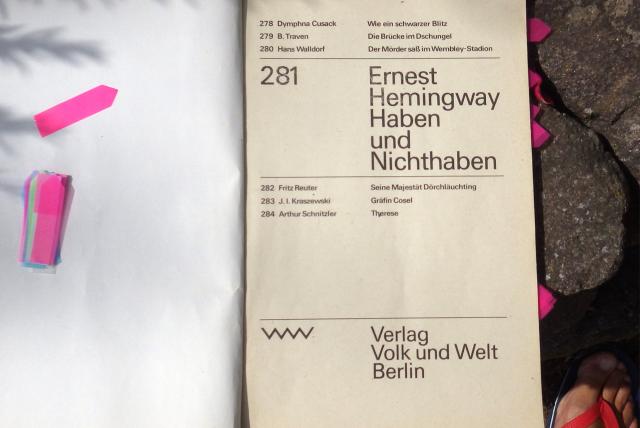 278 Dymphna Cusack Wie ein schwarzer Blitz
279 B. Traven Die Brücke im Dschungel
280 Hans Walldorf Der Mörder saß im Wembley-Stadion
281 Ernest
Hemingway
Haben
und
Nichthaben
282 Fritz Reuter Seine Majestät Dörchläuchting
283 J. I. Kraszewski Gräfin Cosel
284 Arthur Schnitzler Therese
Verlag
Volk und Welt
Berlin